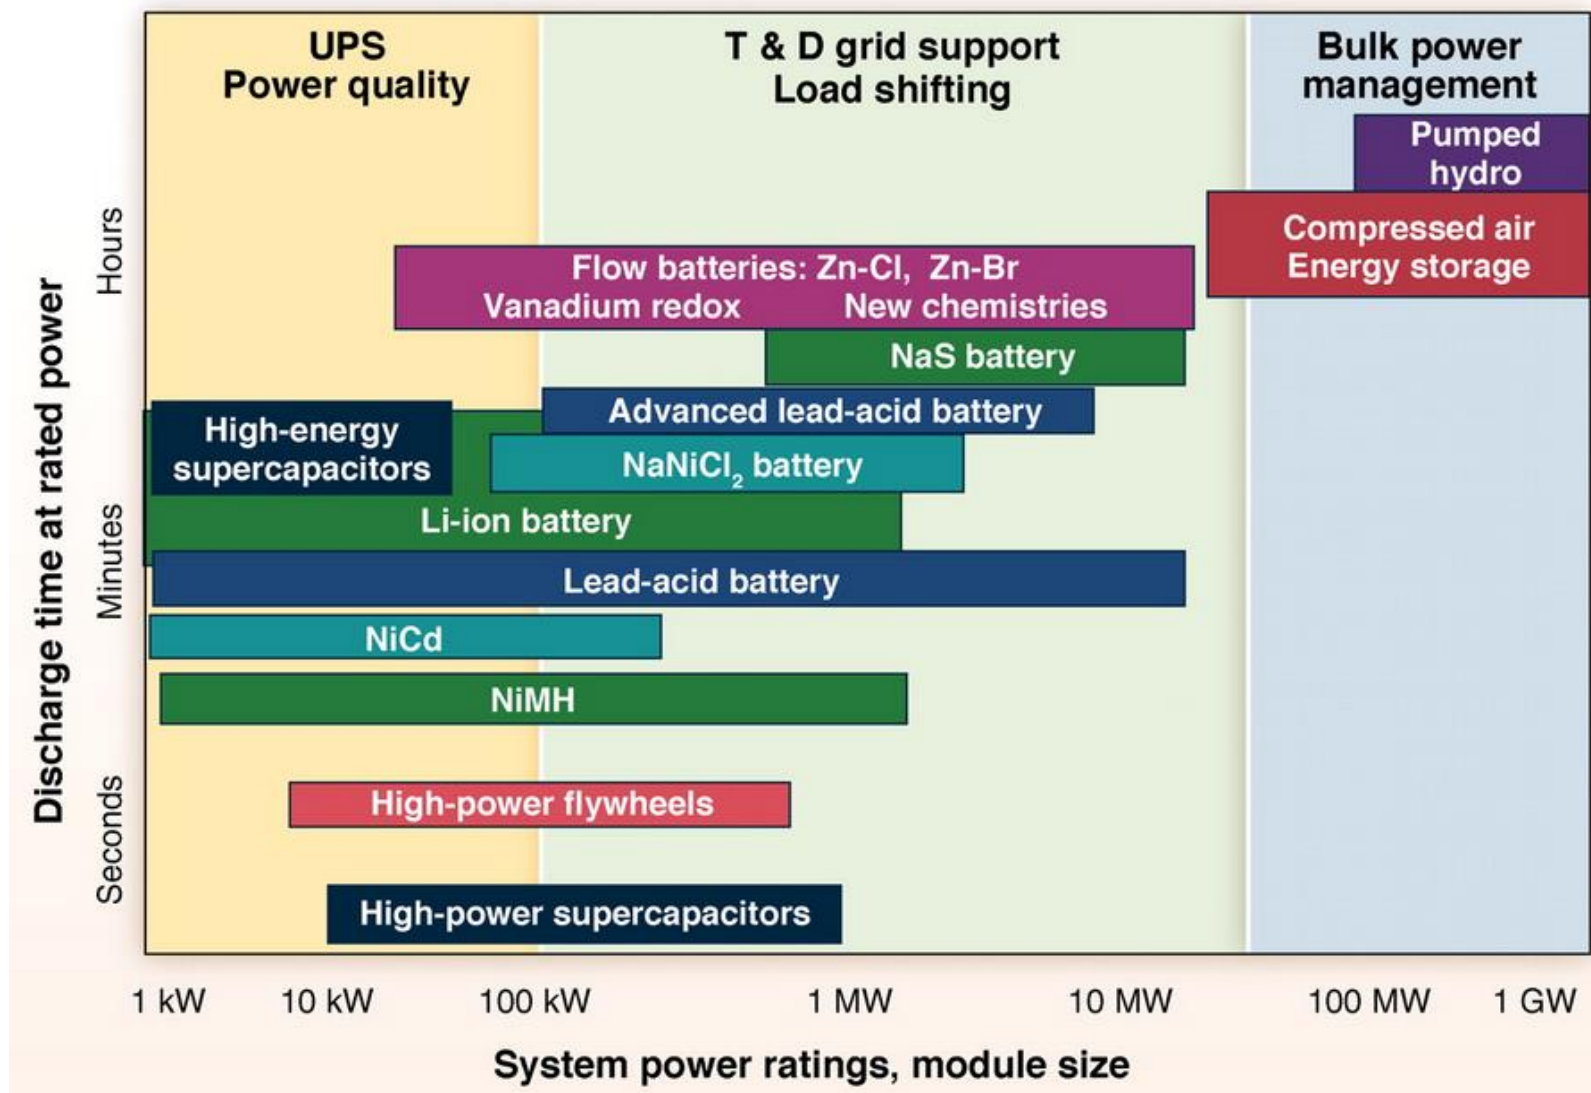 UPS
Power quality
T & D grid support
Load shifting
Bulk power
management
Pumped
hydro
Compressed air
Energy storage
Flow batteries: Zn-Cl, Zn-Br
Vanadium redox New chemistries
NaS battery
Advanced lead-acid battery
High-energy
supercapacitors
NaNiCl₂ battery
Li-ion battery
Lead-acid battery
NiCd
NiMH
High-power flywheels
High-power supercapacitors
Discharge time at rated power
Hours
Minutes
Seconds
1 kW 10 kW 100 kW 1 MW 10 MW 100 MW 1 GW
System power ratings, module size